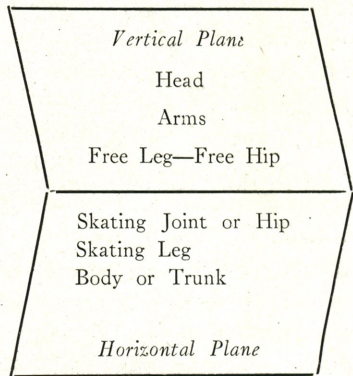 Vertical Plane
Head
Arms
Free Leg—Free Hip
Skating Joint or Hip
Skating Leg
Body or Trunk
Horizontal Plane